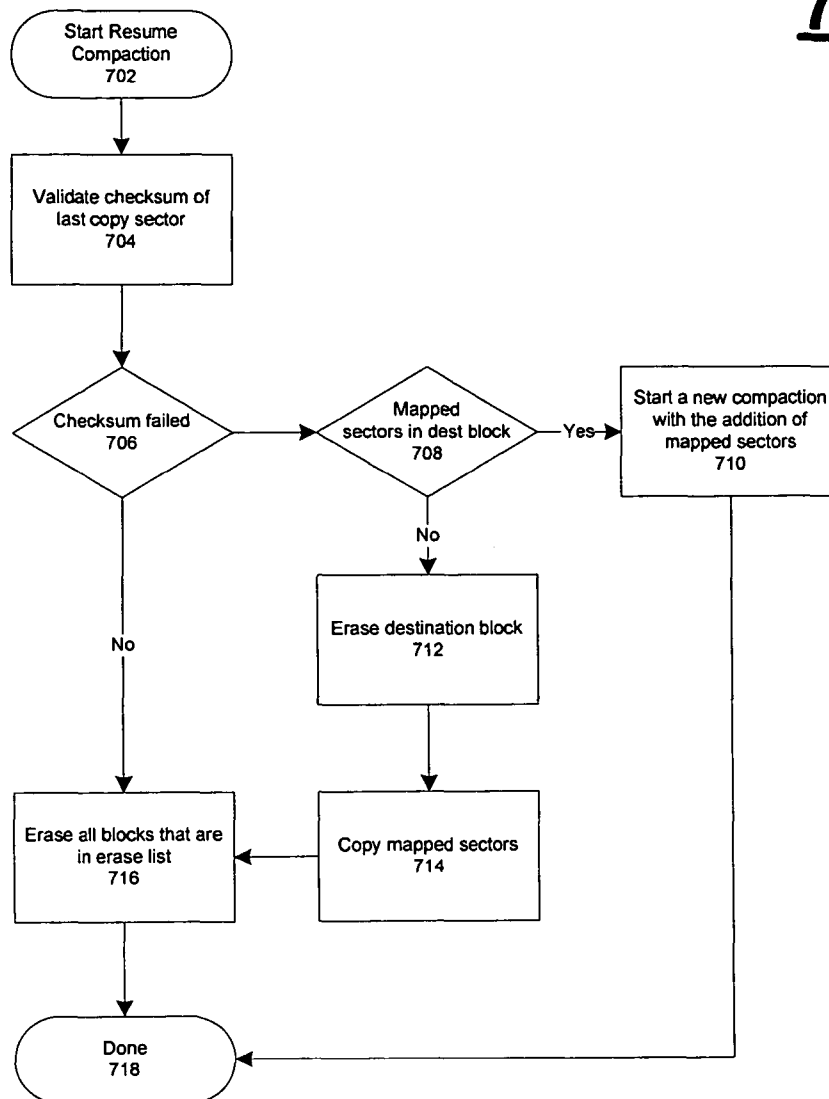 7
Start Resume
Compaction
702
Validate checksum of
last copy sector
704
Checksum failed
706
Mapped
sectors in dest block
708
Yes
Start a new compaction
with the addition of
mapped sectors
710
No
Erase destination block
712
No
Erase all blocks that are
in erase list
716
Copy mapped sectors
714
Done
718